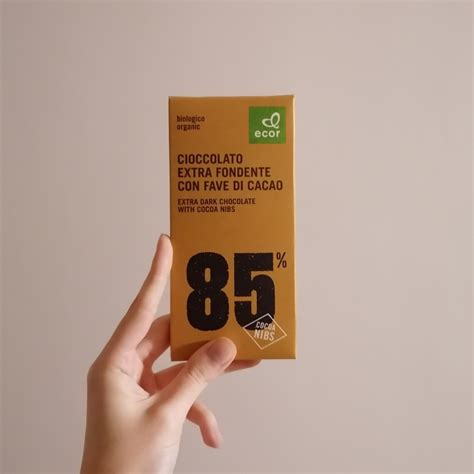 biologico
organic
ecor
CIOCCOLATO
EXTRA FONDENTE
CON FAVE DI CACAO
EXTRA DARK CHOCOLATE
WITH COCOA NIBS
85%
COCOA
NIBS